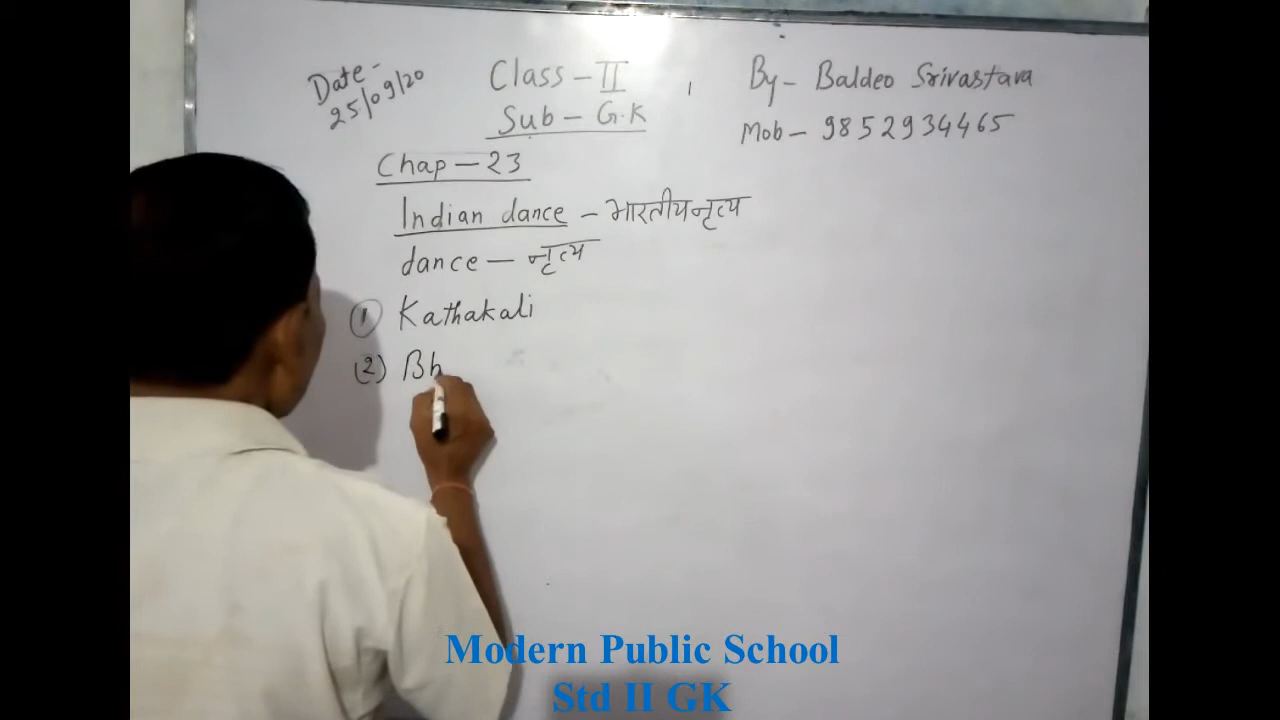 Date - 25/09/20
Class - II
Sub - G.K
By - Baldeo Srivastava
Mob - 9852934465
Chap - 23
Indian dance - भारतीय नृत्य
dance - नृत्य
(1) Kathakali
(2) Bh
Modern Public School
Std II GK